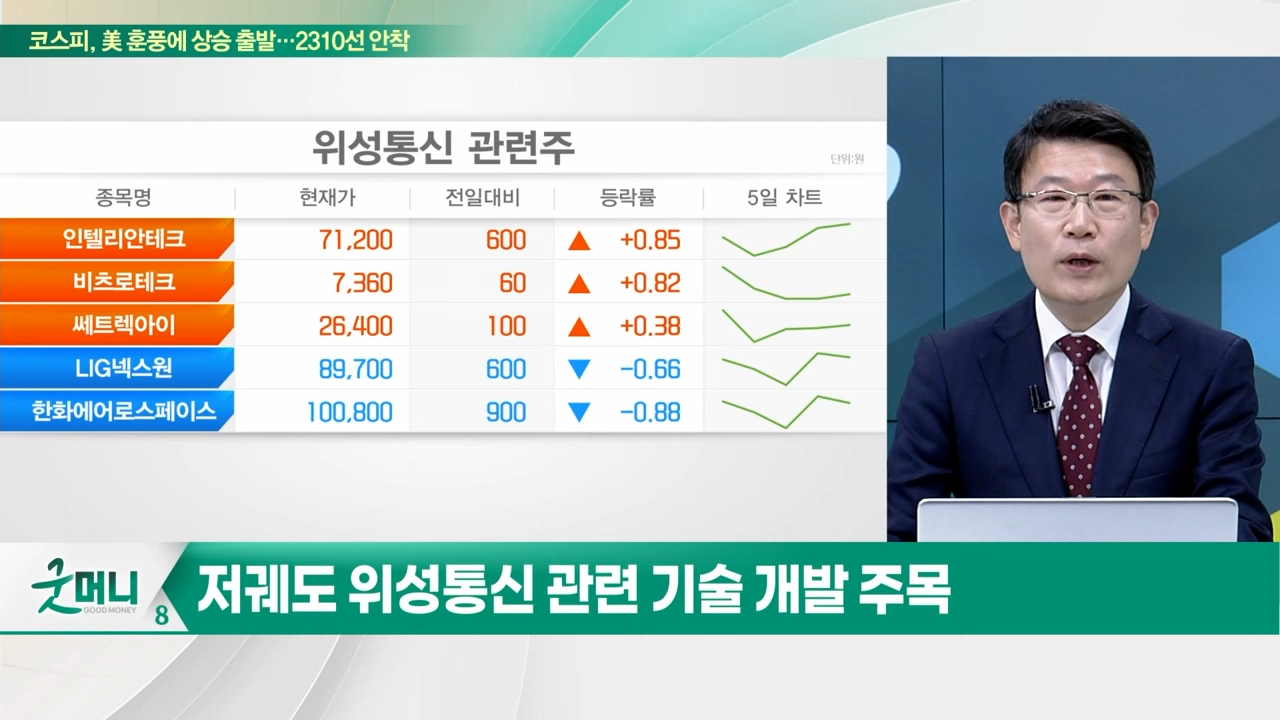 코스피, 美 훈풍에 상승 출발…2310선 안착
위성통신 관련주
단위:원
종목명 현재가 전일대비 등락률 5일 차트
인텔리안테크 71,200 600 ▲ +0.85
비츠로테크 7,360 60 ▲ +0.82
쎄트렉아이 26,400 100 ▲ +0.38
LIG넥스원 89,700 600 ▼ -0.66
한화에어로스페이스 100,800 900 ▼ -0.88
굿머니
GOOD MONEY
8
저궤도 위성통신 관련 기술 개발 주목